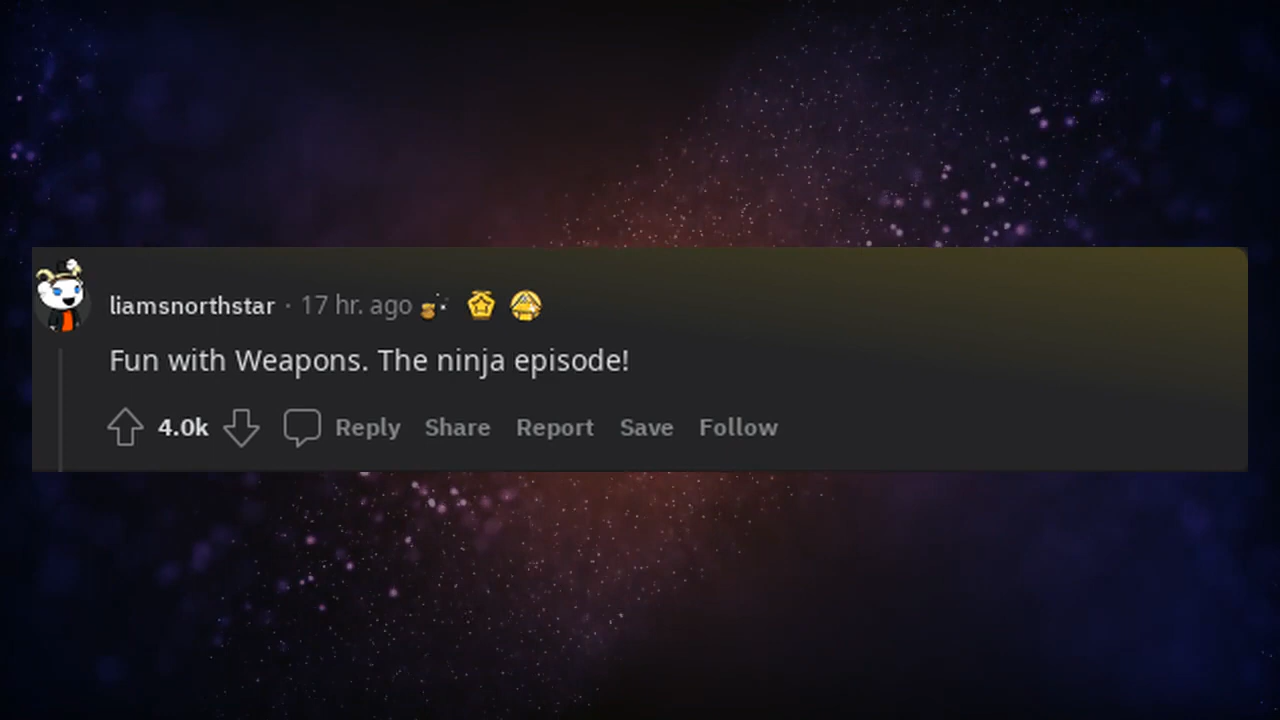 liamsnorthstar · 17 hr. ago
Fun with Weapons. The ninja episode!
4.0k Reply Share Report Save Follow